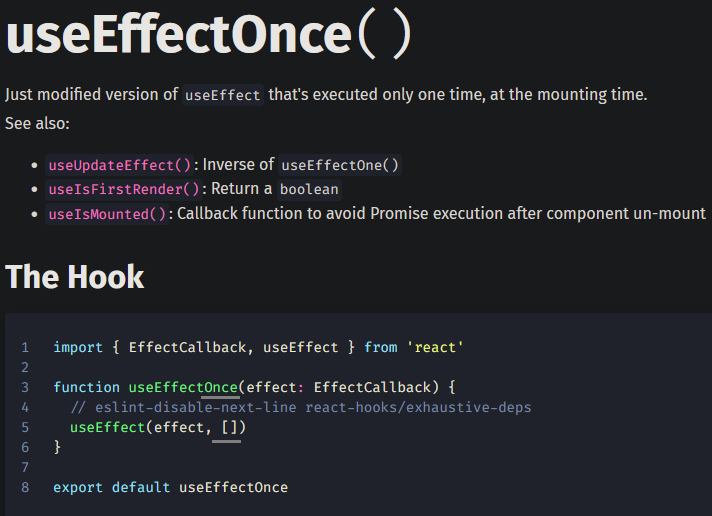 useEffectOnce()
Just modified version of useEffect that's executed only one time, at the mounting time.
See also:
• useUpdateEffect(): Inverse of useEffectOne()
• useIsFirstRender(): Return a boolean
• useIsMounted(): Callback function to avoid Promise execution after component un-mount
The Hook
1 import { EffectCallback, useEffect } from 'react'
2
3 function useEffectOnce(effect: EffectCallback) {
4 // eslint-disable-next-line react-hooks/exhaustive-deps
5 useEffect(effect, [])
6 }
7
8 export default useEffectOnce